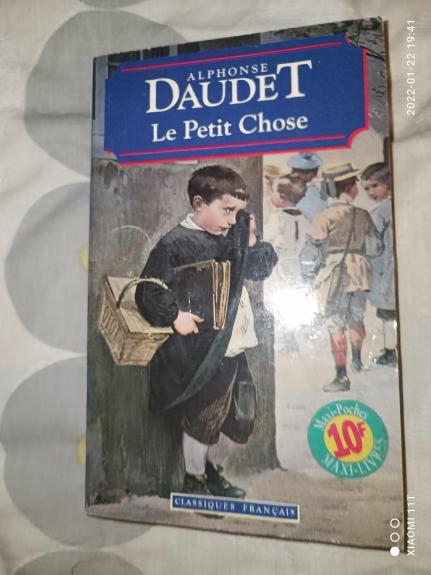 ALPHONSE
DAUDET
Le Petit Chose
Maxi-Poches
10F
MAXI-LIVRES
CLASSIQUES FRANÇAIS
2022-01-22 19:41
XIAOMI 11T